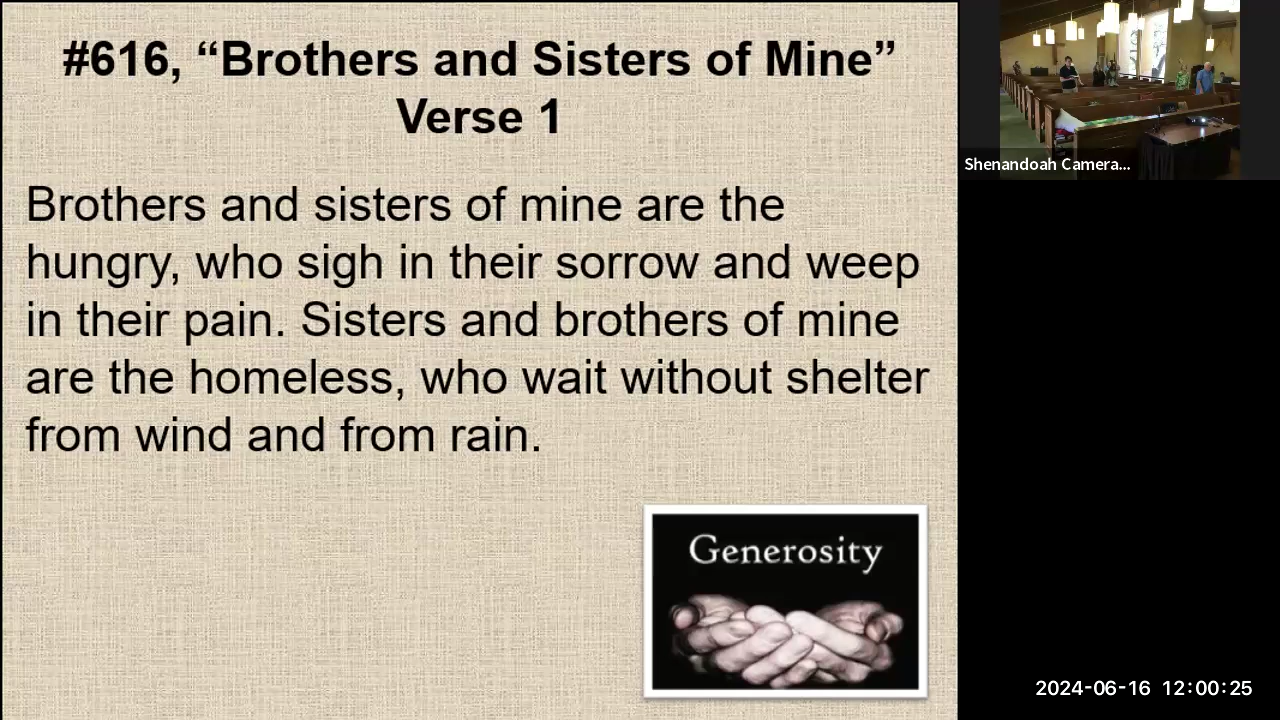 #616, “Brothers and Sisters of Mine”
Verse 1
Brothers and sisters of mine are the
hungry, who sigh in their sorrow and weep
in their pain. Sisters and brothers of mine
are the homeless, who wait without shelter
from wind and from rain.
Generosity
Shenandoah Camera...
2024-06-16 12:00:25